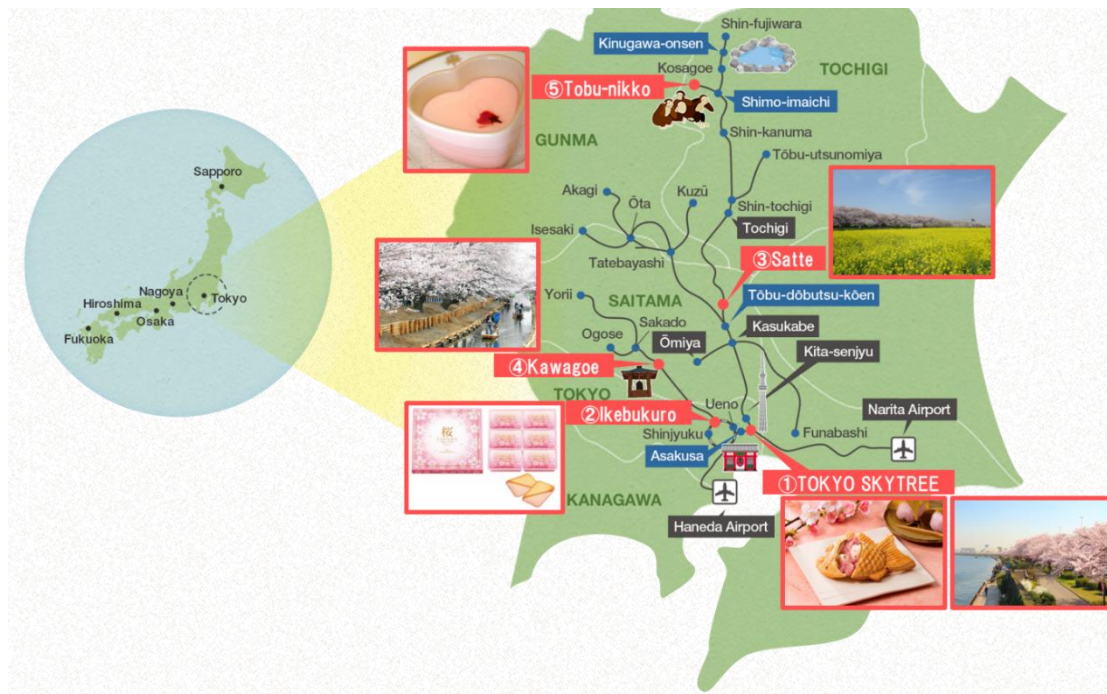 Sapporo
Nagoya
Hiroshima
Tokyo
Osaka
Fukuoka
Shin-fujiwara
Kinugawa-onsen
TOCHIGI
Kosagoe
⑤Tobu-nikko
Shimo-imaichi
GUNMA
Shin-kanuma
Tōbu-utsunomiya
Akagi
Kuzū
Ōta
Shin-tochigi
Isesaki
Tochigi
Tatebayashi
③Satte
Yorii
SAITAMA
Tōbu-dōbutsu-kōen
Sakado
Kasukabe
Ogose
Ōmiya
Kita-senjyu
④Kawagoe
TOKYO
Ueno
Narita Airport
②Ikebukuro
Shinjyuku
Funabashi
Asakusa
桜
①TOKYO SKYTREE
KANAGAWA
Haneda Airport